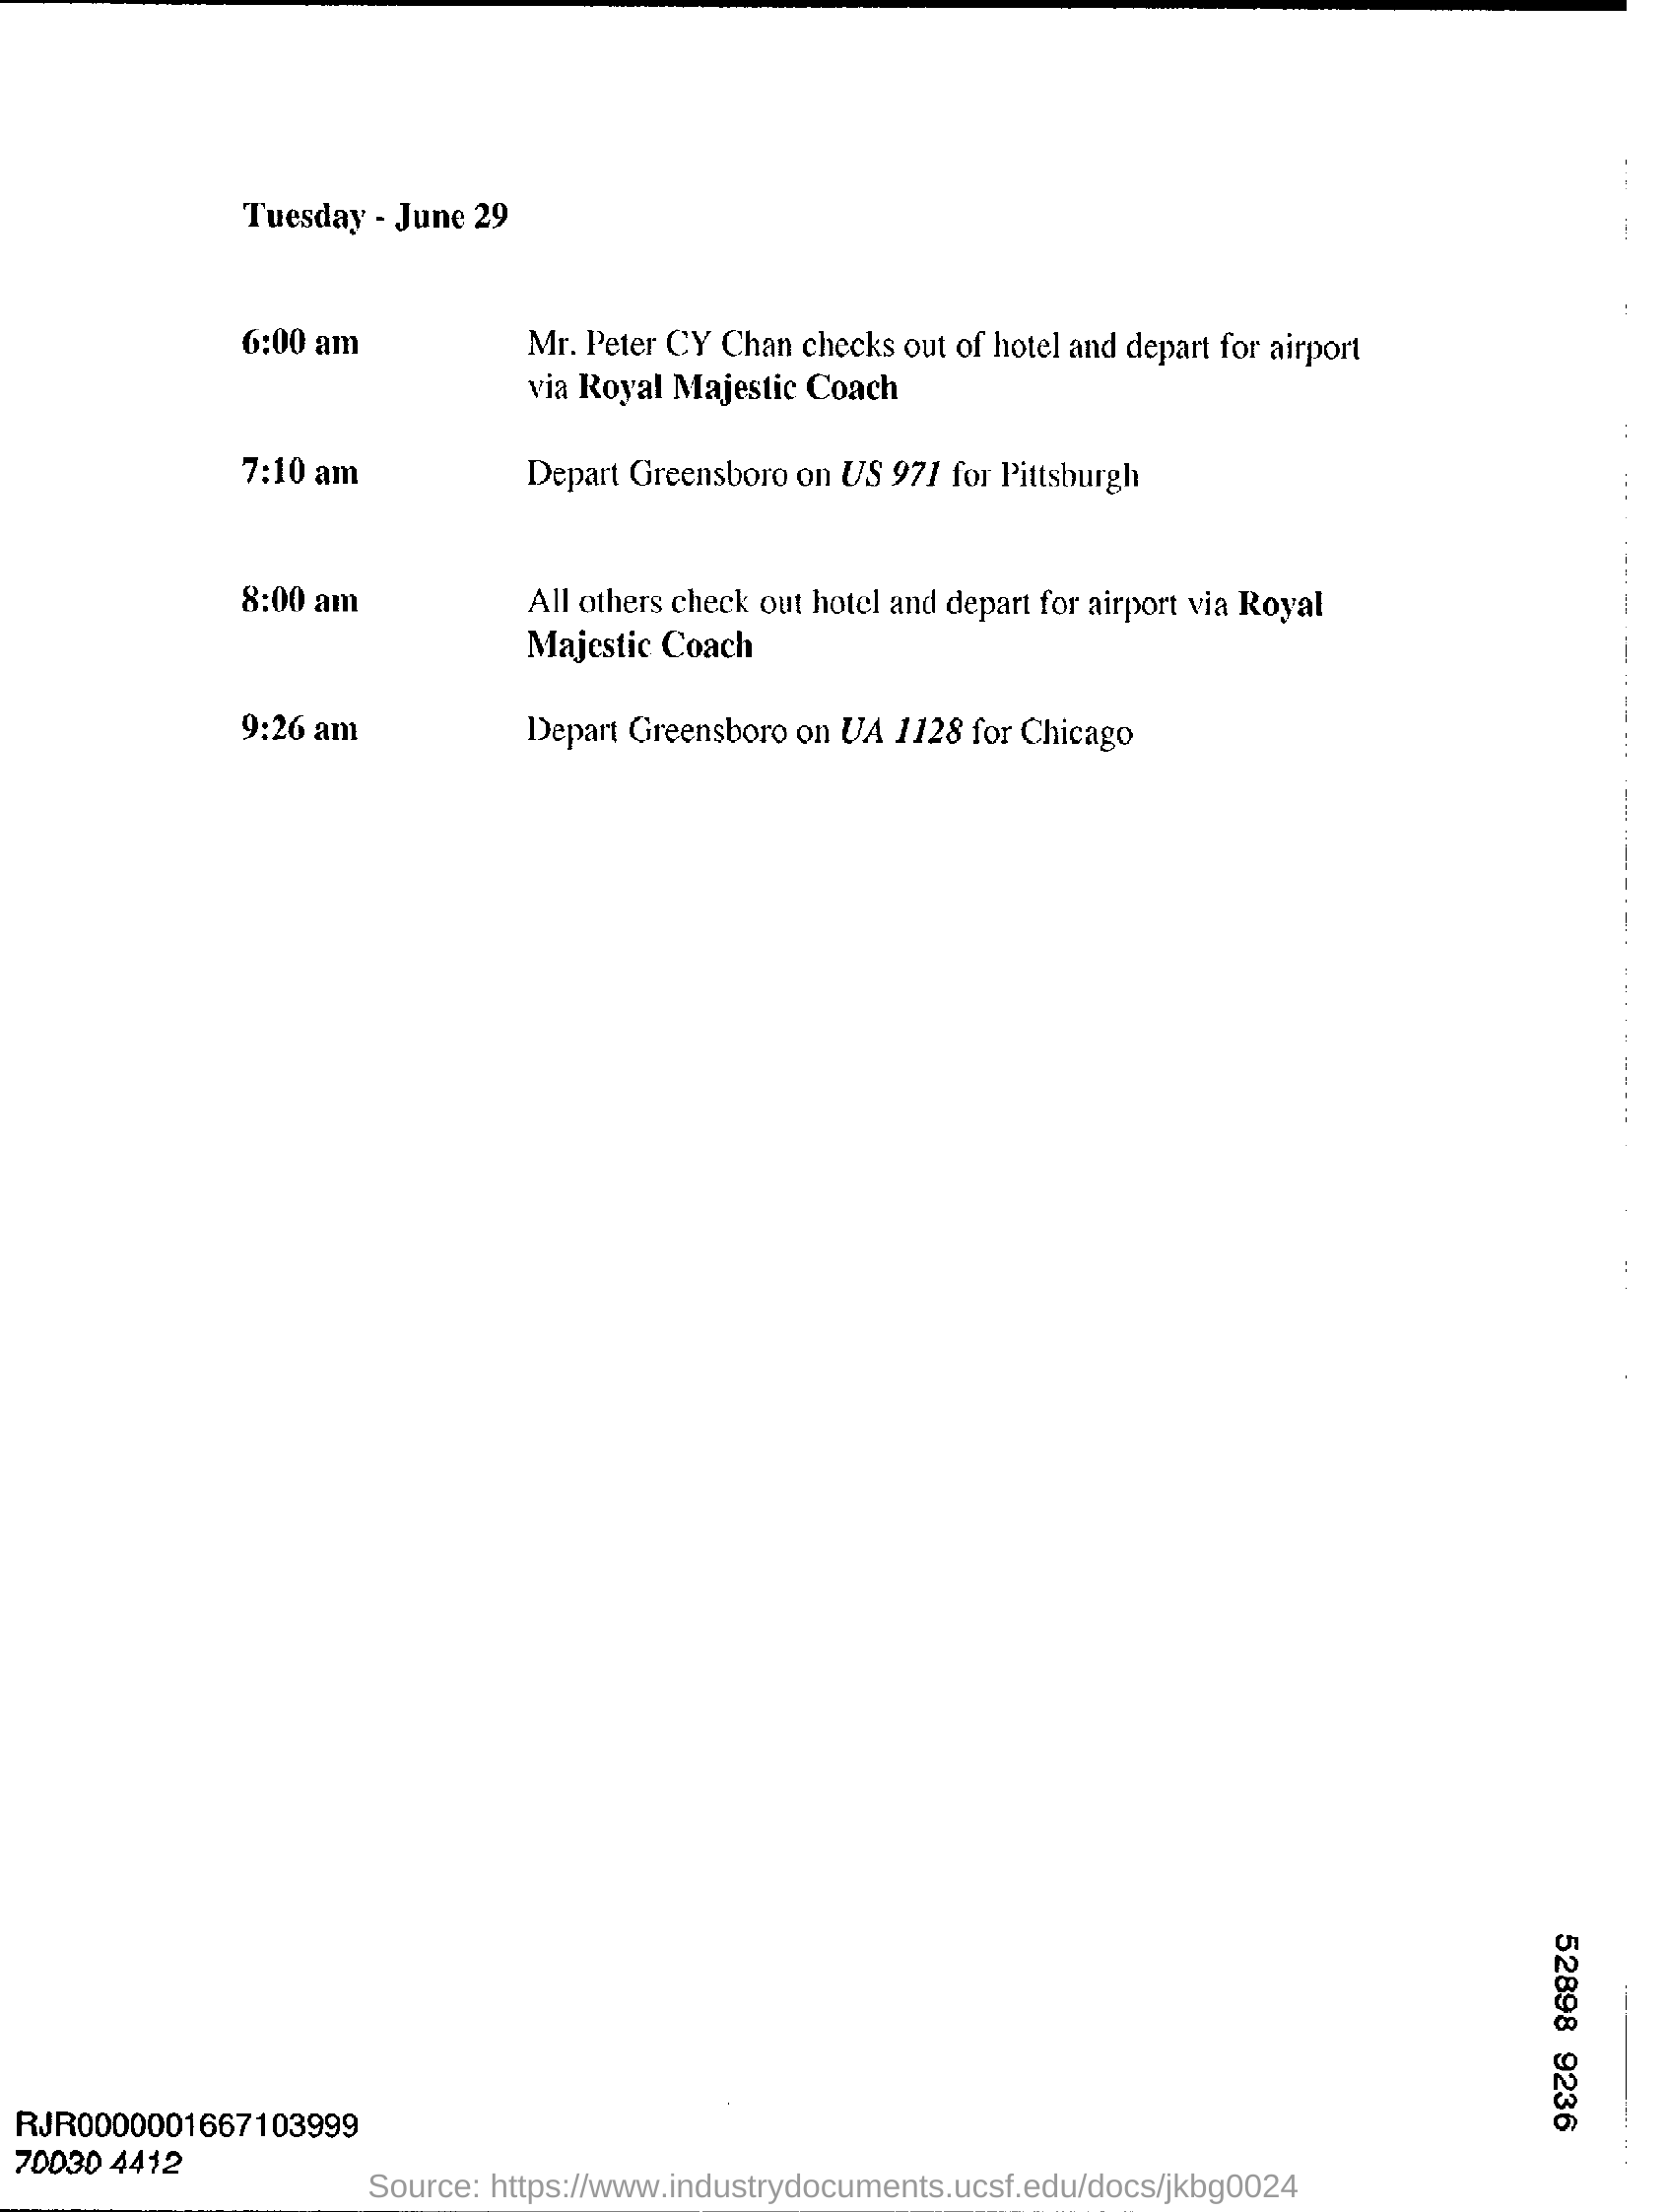 Tuesday - June 29
6:00 am Mr. Peter CY Chan checks out of hotel and depart for airport
via Royal Majestic Coach
7:10 am Depart Greensboro on US 971 for Pittsburgh
8:00 am All others check out hotel and depart for airport via Royal
Majestic Coach
9:26 am Depart Greensboro on UA 1128 for Chicago
52898 9236
RJR0000001667103999
70030 4412
Source: https://www.industrydocuments.ucsf.edu/docs/jkbg0024